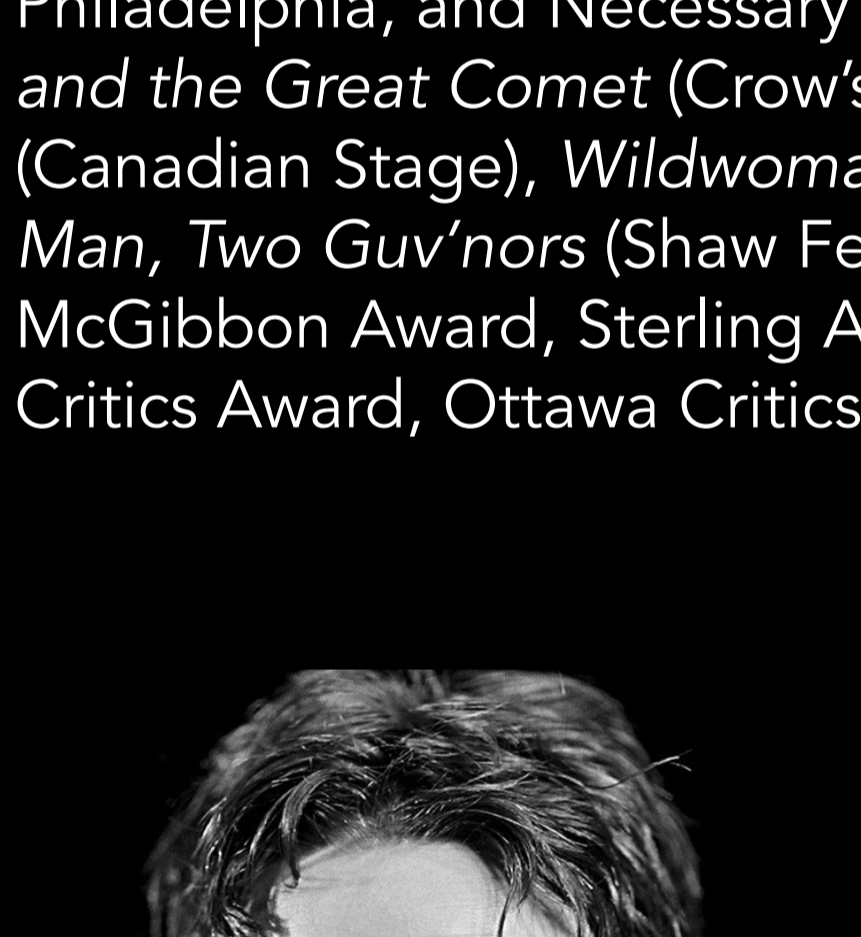 Philadelphia, and Necessary
and the Great Comet (Crow's
(Canadian Stage), Wildwoma
Man, Two Guv'nors (Shaw Fe
McGibbon Award, Sterling A
Critics Award, Ottawa Critics